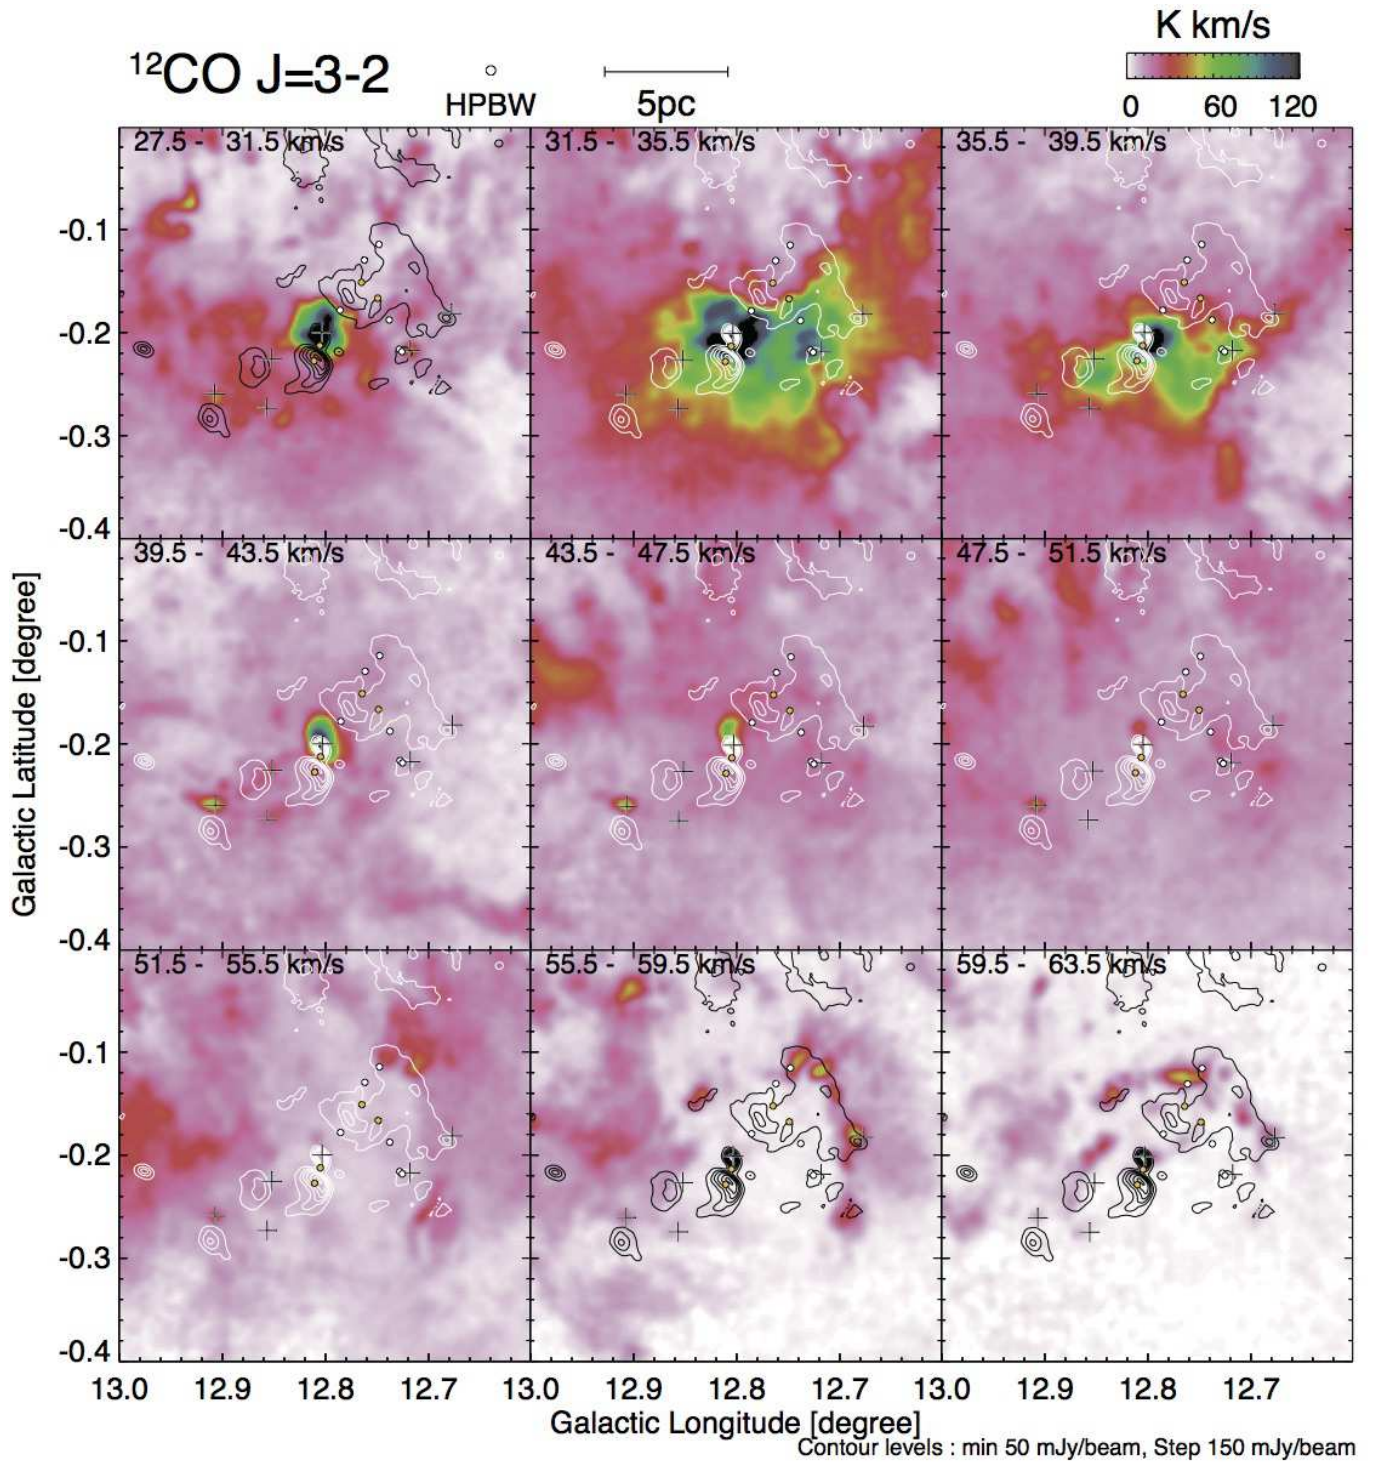 ¹²CO J=3-2
HPBW
5pc
K km/s
0 60 120
27.5 - 31.5 km/s
31.5 - 35.5 km/s
35.5 - 39.5 km/s
-0.1
-0.2
-0.3
-0.4
39.5 - 43.5 km/s
43.5 - 47.5 km/s
47.5 - 51.5 km/s
-0.1
-0.2
-0.3
-0.4
51.5 - 55.5 km/s
55.5 - 59.5 km/s
59.5 - 63.5 km/s
-0.1
-0.2
-0.3
-0.4
Galactic Latitude [degree]
13.0 12.9 12.8 12.7 13.0 12.9 12.8 12.7 13.0 12.9 12.8 12.7
Galactic Longitude [degree]
Contour levels : min 50 mJy/beam, Step 150 mJy/beam